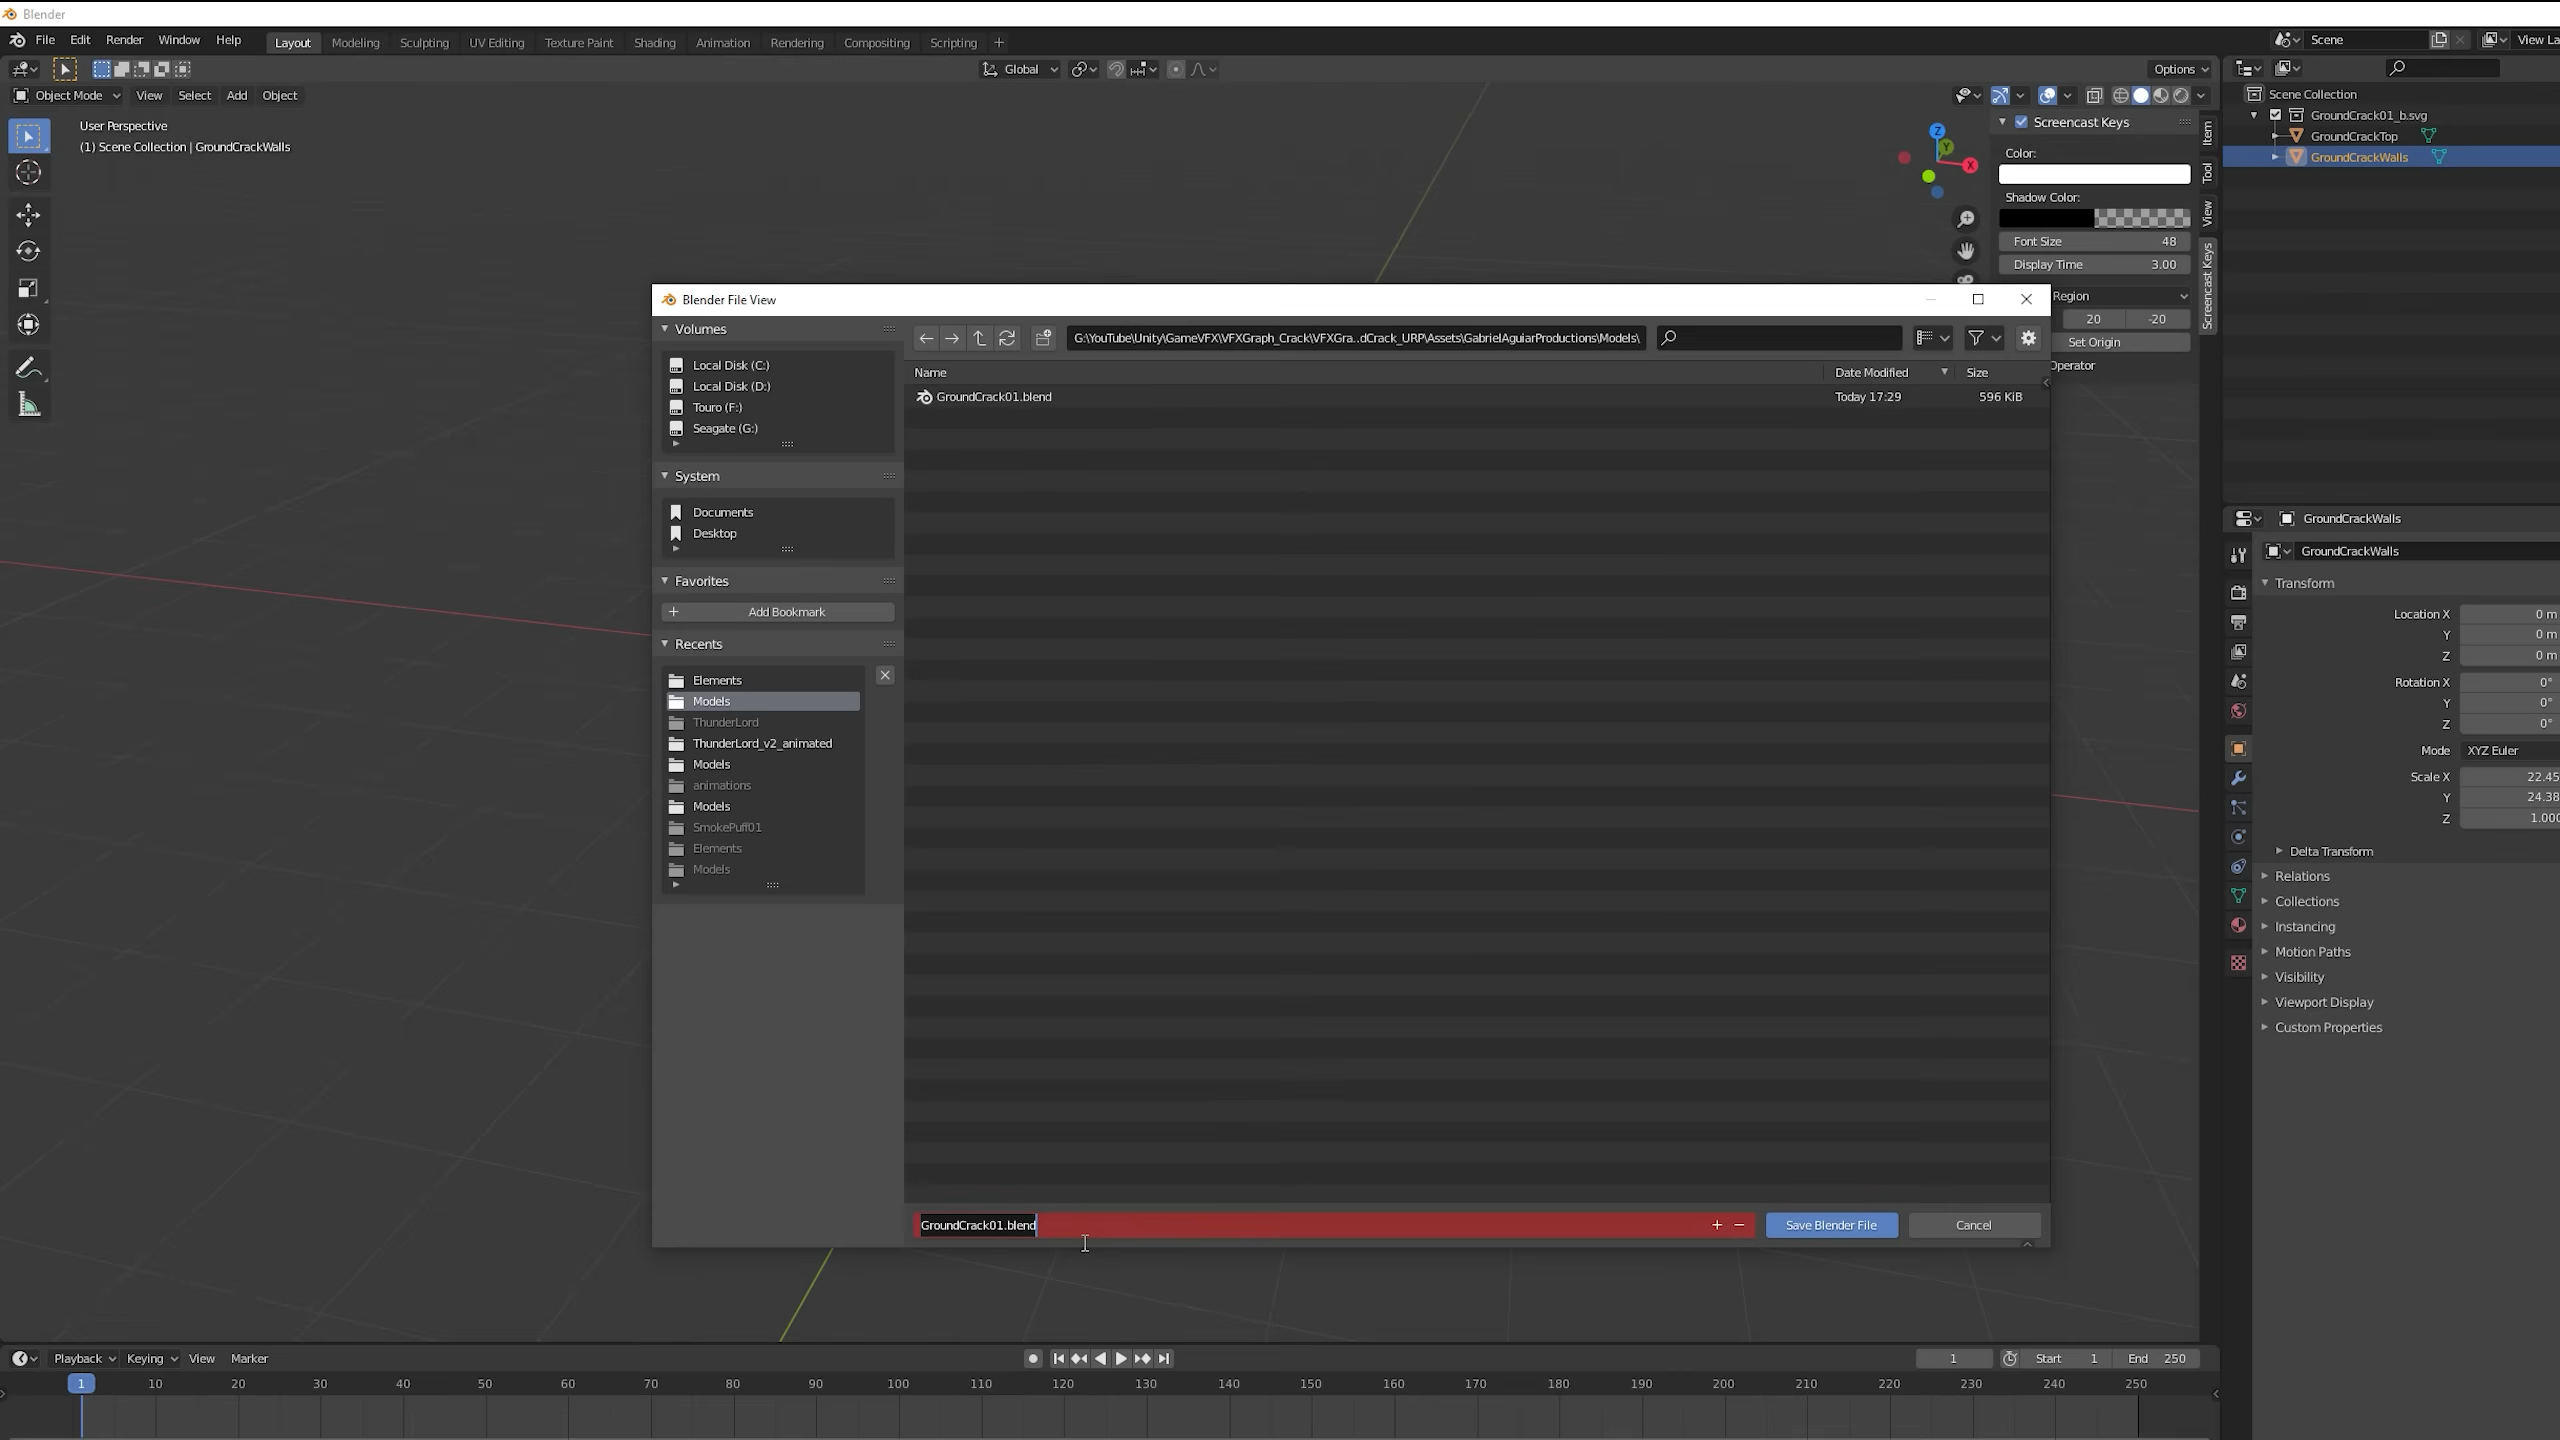 Blender
File Edit Render Window Help Layout Modeling Sculpting UV Editing Texture Paint Shading Animation Rendering Compositing Scripting +
Scene
View La
Global
Options
Object Mode View Select Add Object
User Perspective
(1) Scene Collection | GroundCrackWalls
Z
Y
X
Screencast Keys
Color:
Shadow Color:
Font Size 48
Display Time 3.00
Region
20 -20
Set Origin
Operator
Item
Tool
View
Screencast Keys
Scene Collection
GroundCrack01_b.svg
GroundCrackTop
GroundCrackWalls
Blender File View
Volumes
Local Disk (C:)
Local Disk (D:)
Touro (F:)
Seagate (G:)
System
Documents
Desktop
Favorites
+ Add Bookmark
Recents
Elements
Models
ThunderLord
ThunderLord_v2_animated
Models
animations
Models
SmokePuff01
Elements
Models
G:\YouTube\Unity\GameVFX\VFXGraph_Crack\VFXGra..dCrack_URP\Assets\GabrielAguiarProductions\Models\
Name Date Modified Size
GroundCrack01.blend Today 17:29 596 KiB
GroundCrack01.blend + −
Save Blender File
Cancel
GroundCrackWalls
GroundCrackWalls
Transform
Location X 0 m
Y 0 m
Z 0 m
Rotation X 0°
Y 0°
Z 0°
Mode XYZ Euler
Scale X 22.45
Y 24.38
Z 1.000
Delta Transform
Relations
Collections
Instancing
Motion Paths
Visibility
Viewport Display
Custom Properties
Playback Keying View Marker
1 Start 1 End 250
1 10 20 30 40 50 60 70 80 90 100 110 120 130 140 150 160 170 180 190 200 210 220 230 240 250